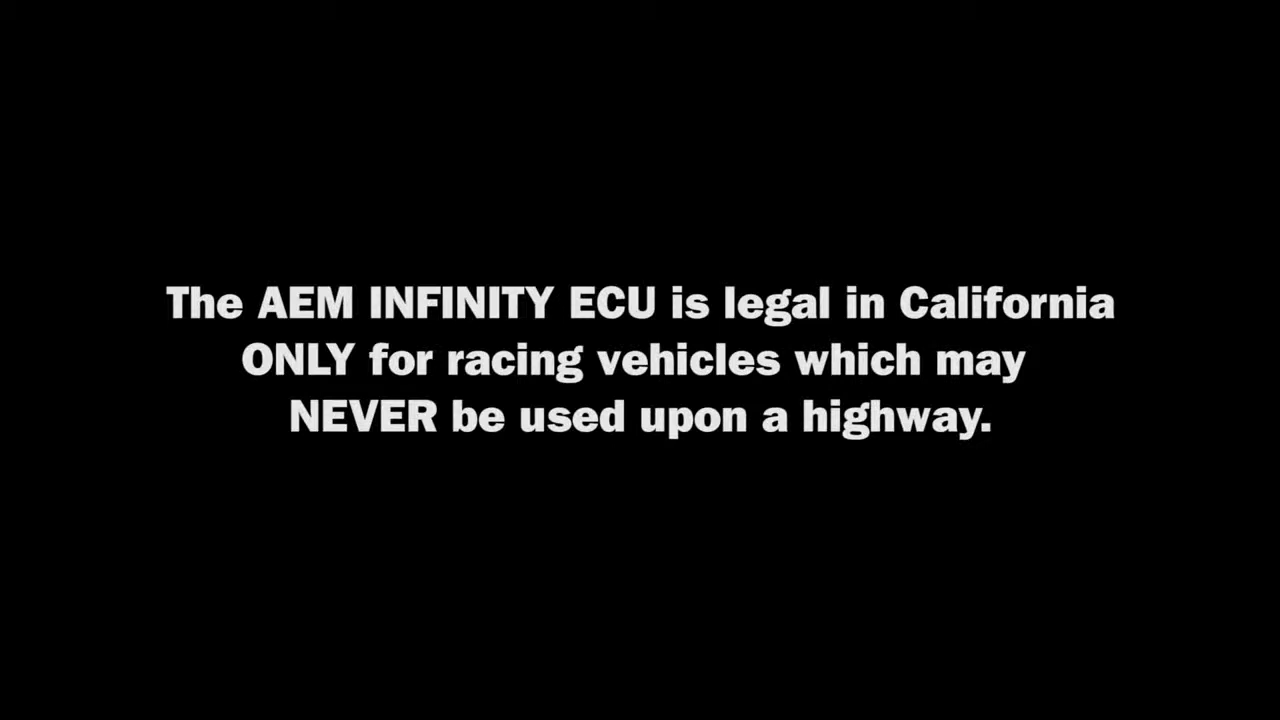 The AEM INFINITY ECU is legal in California
ONLY for racing vehicles which may
NEVER be used upon a highway.